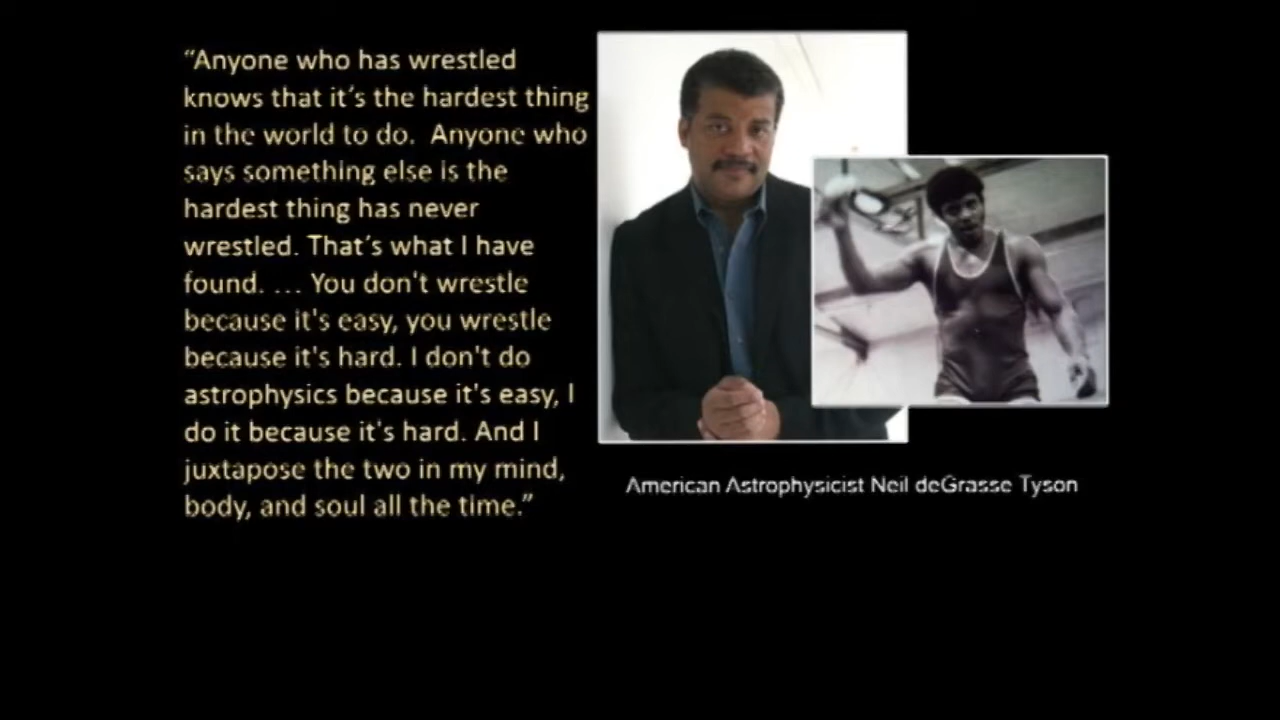 “Anyone who has wrestled
knows that it’s the hardest thing
in the world to do.  Anyone who
says something else is the
hardest thing has never
wrestled. That’s what I have
found. … You don't wrestle
because it's easy, you wrestle
because it's hard. I don't do
astrophysics because it's easy, I
do it because it's hard. And I
juxtapose the two in my mind,
body, and soul all the time.”
American Astrophysicist Neil deGrasse Tyson